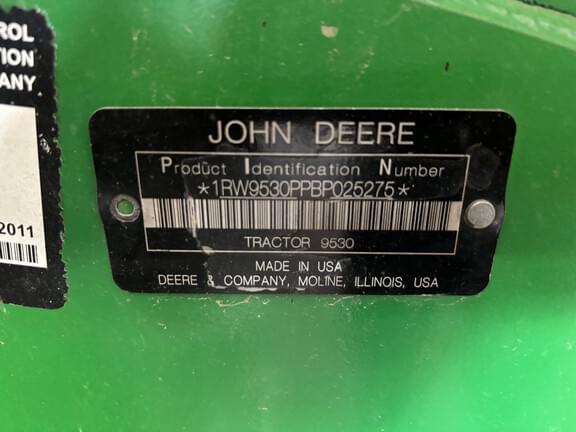 ROL
TION
ANY
2011
JOHN DEERE
Product Identification Number
*1RW9530PPBP025275*
TRACTOR 9530
MADE IN USA
DEERE & COMPANY, MOLINE, ILLINOIS, USA